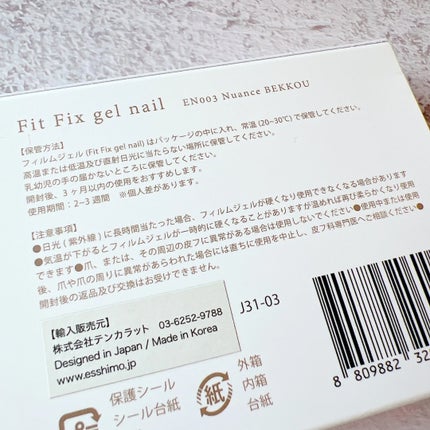 Fit Fix gel nail EN003 Nuance BEKKOU
【保管方法】
フィルムジェル (Fit Fix gel nail) はパッケージの中に入れ、常温 (20~30℃) で保管してください。
高温または低温及び直射日光に当たらない場所に保管してください。
乳幼児の手の届かないところに保管してください。
開封後、3ヶ月以内の使用をおすすめします。
使用期間:2~3週間 ※個人差があります。
【注意事項】
●日光(紫外線)に長時間当たった場合、フィルムジェルが硬くなり使用できなくなる場合があります
●気温が下がるとフィルムジェルが一時的に硬くなることがありますが温めれば再び柔らかくなり使用
できます●爪、または、その周辺の皮フに異常がある場合は使用しないでください●使用中または使用
後、爪や爪の周りに異常があらわれた場合には直ちに使用を中止し、皮フ科専門医へご相談ください●
開封後の返品及び交換はお受けできません。
【輸入販売元】
株式会社テンカラット 03-6252-9788
Designed in Japan / Made in Korea
www.esshimo.jp/
J31-03
8 809882 32
保護シール
シール台紙
紙
外箱
内箱
台紙